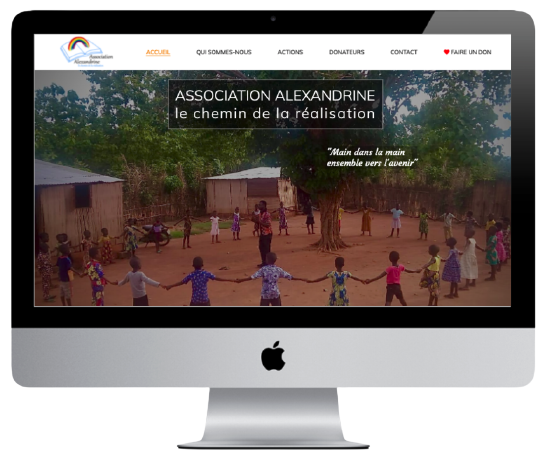 Association
Alexandrine
ACCUEIL
QUI SOMMES-NOUS
ACTIONS
DONATEURS
CONTACT
FAIRE UN DON
ASSOCIATION ALEXANDRINE
le chemin de la réalisation
"Main dans la main
ensemble vers l'avenir"